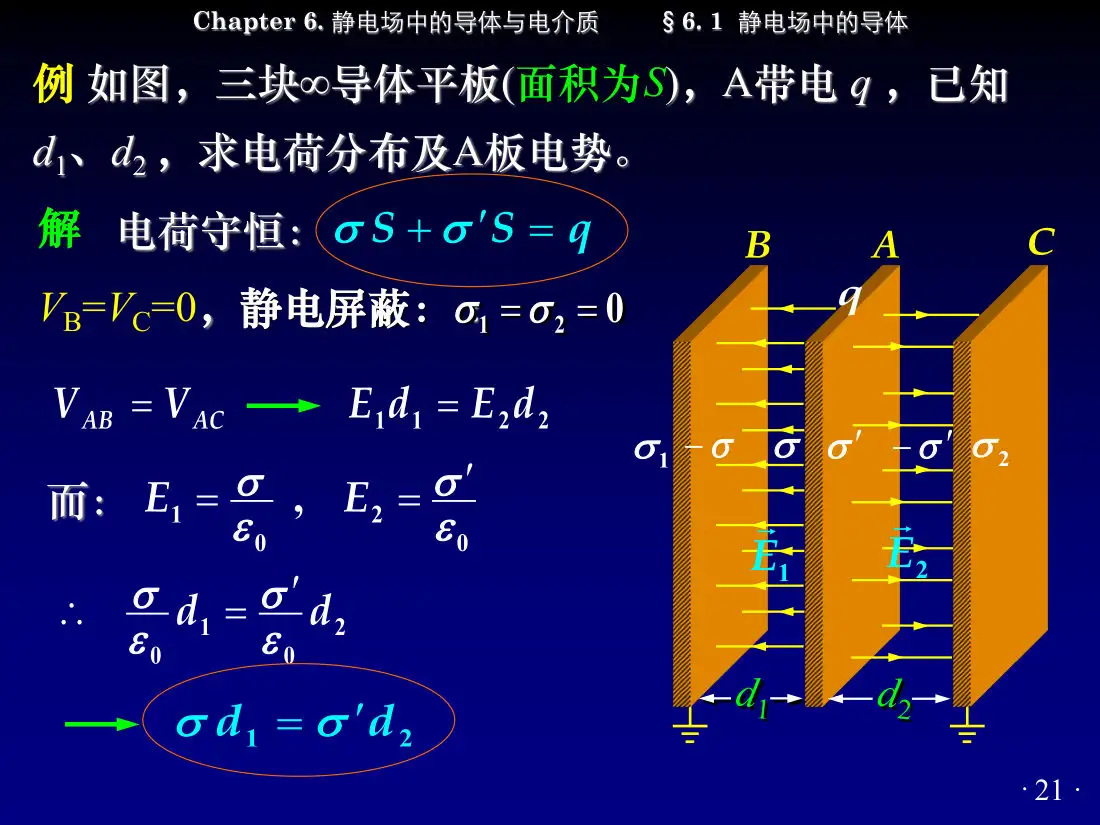 Chapter 6. 静电场中的导体与电介质 § 6. 1 静电场中的导体
例 如图，三块∞导体平板(面积为S)，A带电 q ，已知
d1、d2 ，求电荷分布及A板电势。
解 电荷守恒： σ S + σ′S = q
VB=VC=0，静电屏蔽： σ1 = σ2 = 0
VAB = VAC → E1d1 = E2d2
而： E1 = σ/ε0 ， E2 = σ′/ε0
∴ σ/ε0 d1 = σ′/ε0 d2
→ σ d1 = σ′d2
B A C
q
σ1 −σ σ σ′ −σ′ σ2
E⃗1 E⃗2
d1 d2
· 21 ·